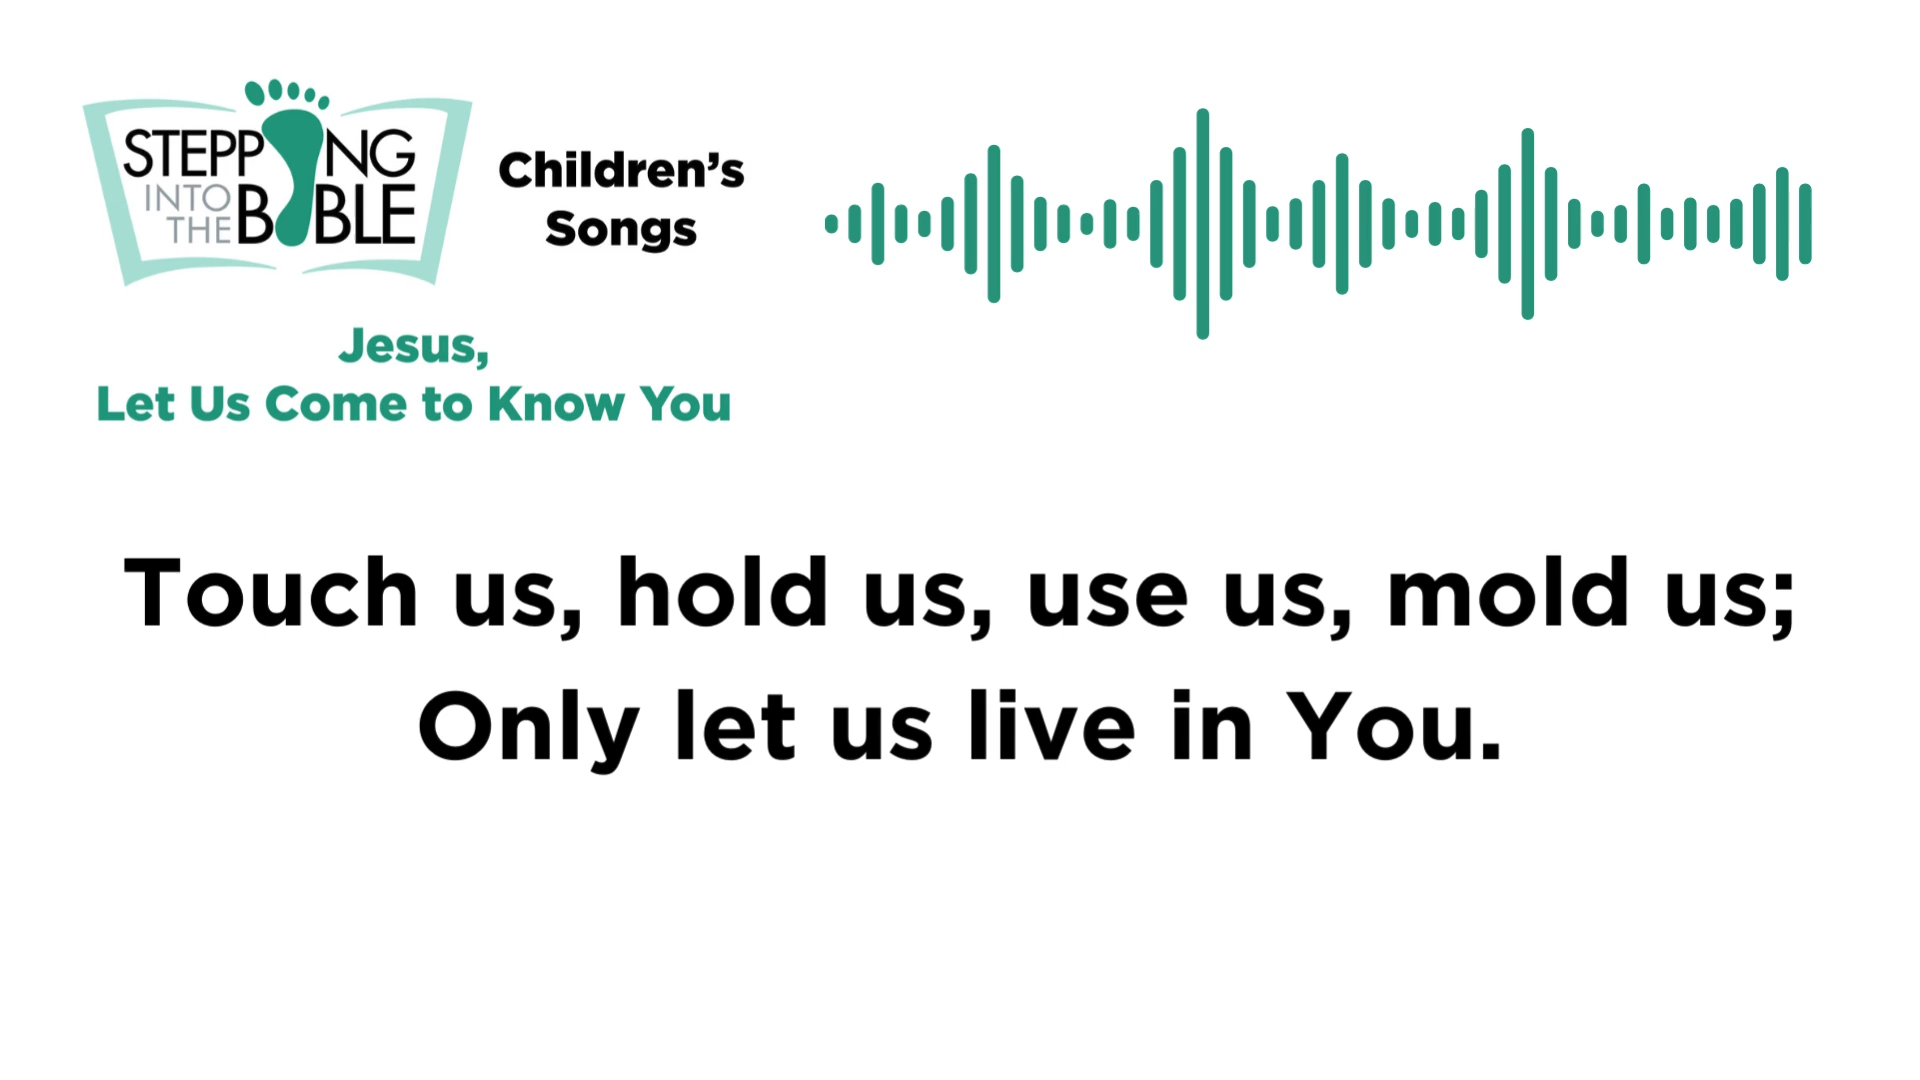 STEPPING
INTO
THE BIBLE
Children's
Songs
Jesus,
Let Us Come to Know You
Touch us, hold us, use us, mold us;
Only let us live in You.